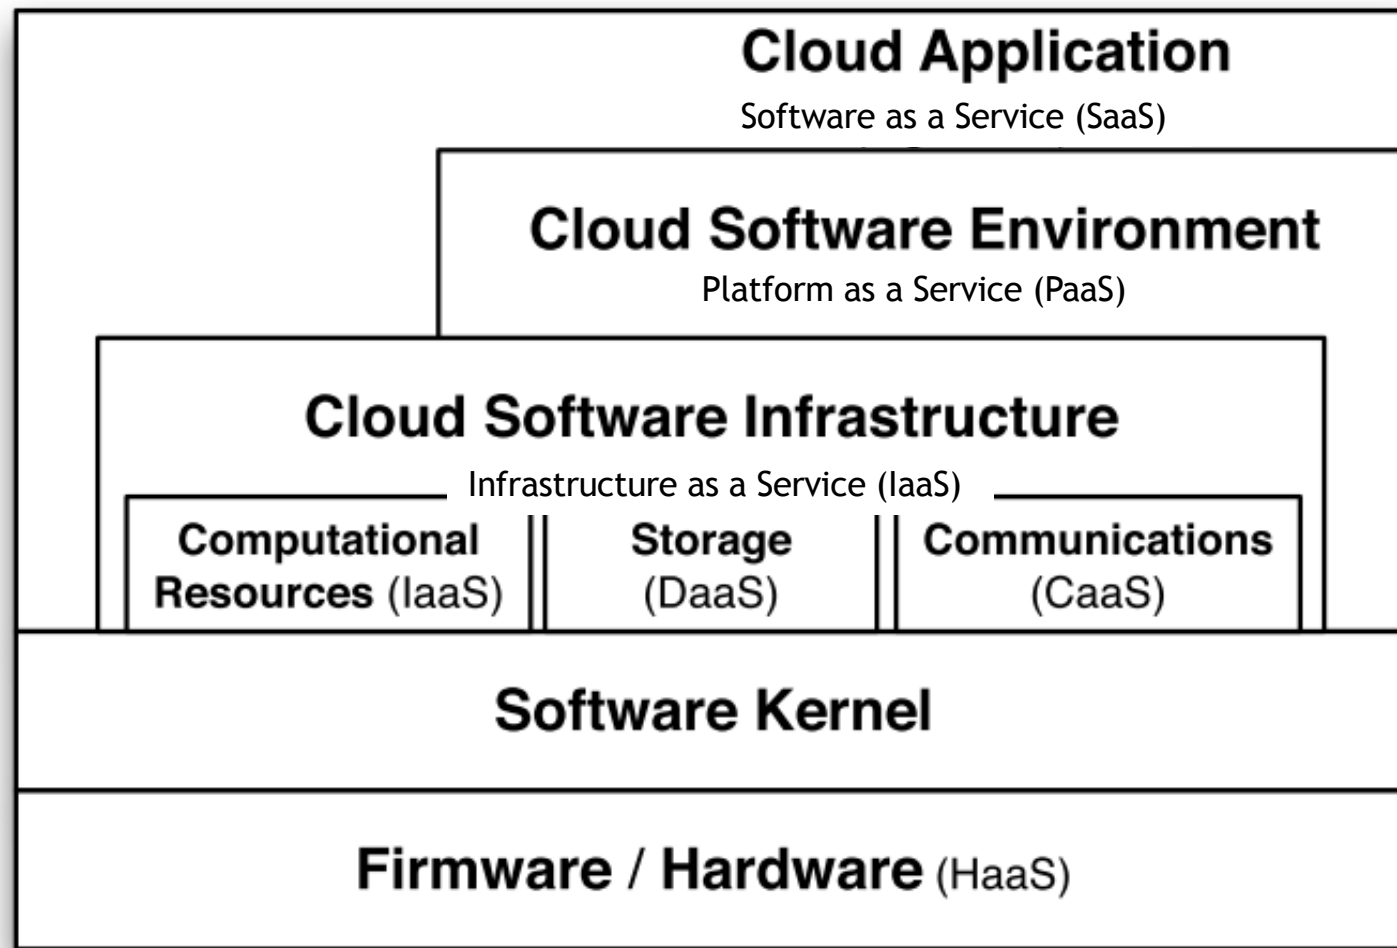 Cloud Application
Software as a Service (SaaS)
Cloud Software Environment
Platform as a Service (PaaS)
Cloud Software Infrastructure
Infrastructure as a Service (IaaS)
Computational
Resources (IaaS)
Storage
(DaaS)
Communications
(CaaS)
Software Kernel
Firmware / Hardware (HaaS)